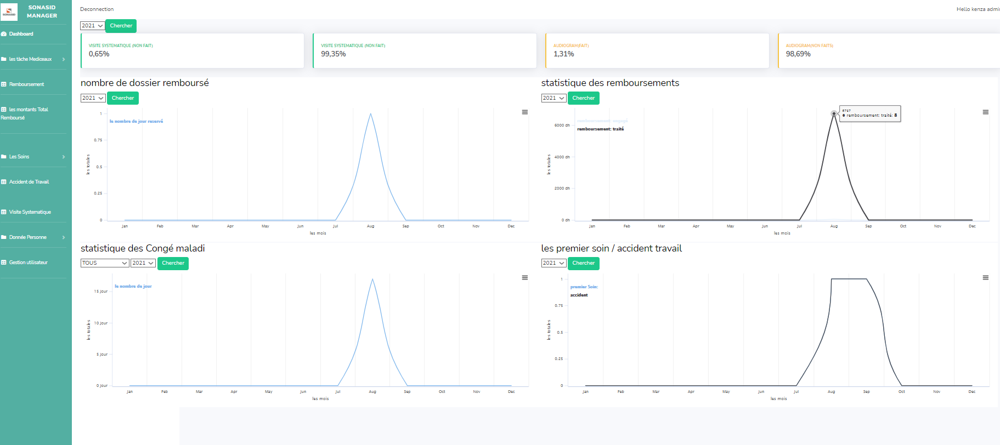 SONASID
MANAGER
Deconnection
Hello kenza admi
SONASID
2021
Chercher
Dashboard
les tâche Mediceaux
Remboursement
les montants Total
Remboursé
Les Soins
Accident de Travail
Visite Systematique
Donnée Personne
Gestion utilisateur
VISITE SYSTEMATIQUE (NON FAIT)
0,65%
VISITE SYSTEMATIQUE (NON FAIT)
99,35%
AUDIOGRAM(FAIT)
1,31%
AUDIOGRAM(NON FAITS)
98,69%
nombre de dossier remboursé
2021
Chercher
le nombre de jour reservé
1
0.75
0.5
0.25
0
les totales
Jan Feb Mar Apr May Jun Jul Aug Sep Oct Nov Dec
les mois
statistique des remboursements
2021
Chercher
remboursement: engagé
remboursement: traité
6787
remboursement: traité: 8
6000 dh
4000 dh
2000 dh
0 dh
les totales
Jan Feb Mar Apr May Jun Jul Aug Sep Oct Nov Dec
les mois
statistique des Congé maladi
TOUS
2021
Chercher
le nombre de jour
15 jour
10 jour
5 jour
0 jour
les totales
Jan Feb Mar Apr May Jun Jul Aug Sep Oct Nov Dec
les mois
les premier soin / accident travail
2021
Chercher
premier Soin:
accident
1
0.75
0.5
0.25
0
les totales
Jan Feb Mar Apr May Jun Jul Aug Sep Oct Nov Dec
les mois